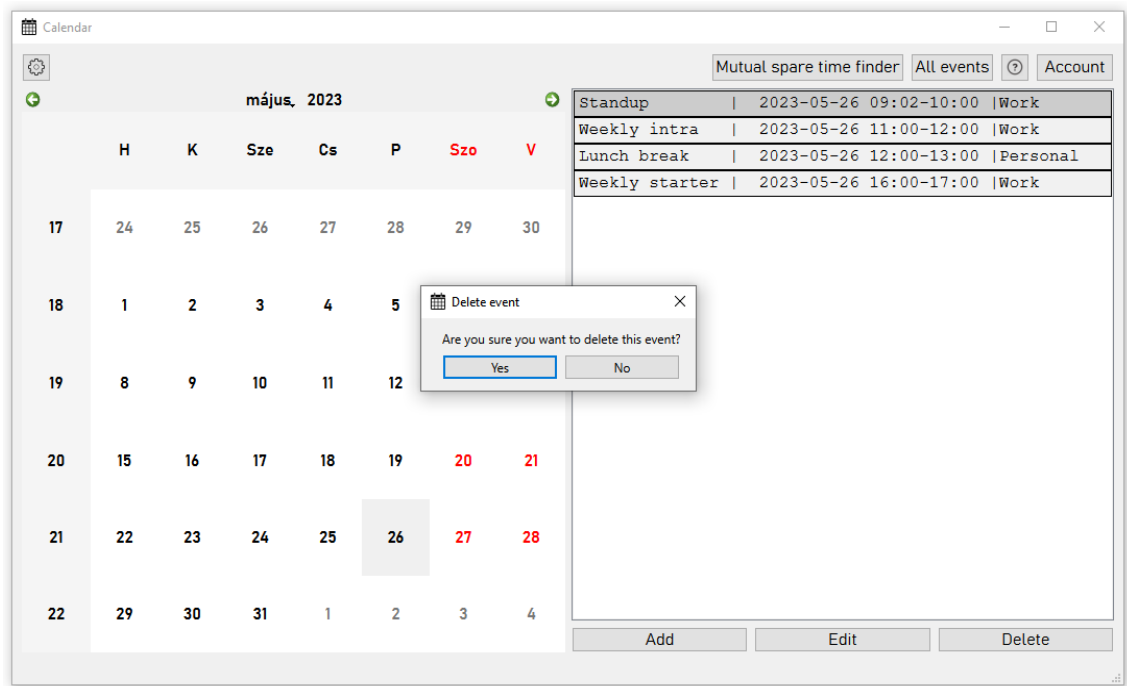 Calendar
Mutual spare time finder All events Account
május, 2023
H K Sze Cs P Szo V
17 24 25 26 27 28 29 30
18 1 2 3 4 5
19 8 9 10 11 12
20 15 16 17 18 19 20 21
21 22 23 24 25 26 27 28
22 29 30 31 1 2 3 4
Standup | 2023-05-26 09:02-10:00 |Work
Weekly intra | 2023-05-26 11:00-12:00 |Work
Lunch break | 2023-05-26 12:00-13:00 |Personal
Weekly starter | 2023-05-26 16:00-17:00 |Work
Delete event
Are you sure you want to delete this event?
Yes No
Add Edit Delete